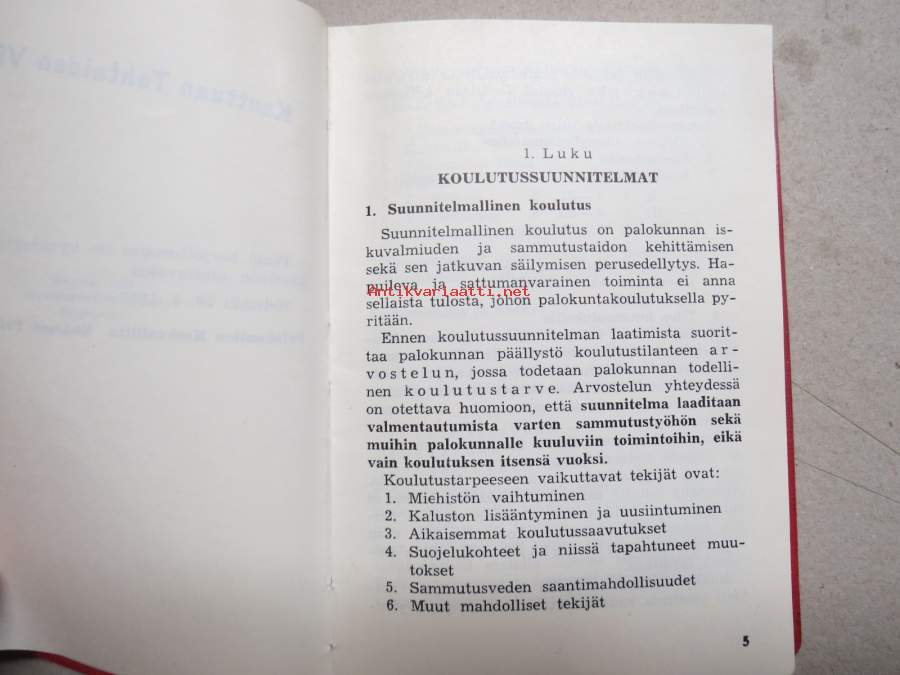 1. Luku
KOULUTUSSUUNNITELMAT
1. Suunnitelmallinen koulutus
Suunnitelmallinen koulutus on palokunnan is-
kuvalmiuden ja sammutustaidon kehittämisen
sekä sen jatkuvan säilymisen perusedellytys. Ha-
puileva ja sattumanvarainen toiminta ei anna
Antikvariaatti.net
sellaista tulosta, johon palokuntakoulutuksella py-
ritään.
Ennen koulutussuunnitelman laatimista suorit-
taa palokunnan päällystö koulutustilanteen ar-
vostelun, jossa todetaan palokunnan todelli-
nen koulutustarve. Arvostelun yhteydessä
on otettava huomioon, että suunnitelma laaditaan
valmentautumista varten sammutustyöhön sekä
muihin palokunnalle kuuluviin toimintoihin, eikä
vain koulutuksen itsensä vuoksi.
Koulutustarpeeseen vaikuttavat tekijät ovat:
1. Miehistön vaihtuminen
2. Kaluston lisääntyminen ja uusiintuminen
3. Aikaisemmat koulutussaavutukset
4. Suojelukohteet ja niissä tapahtuneet muu-
tokset
5. Sammutusveden saantimahdollisuudet
6. Muut mahdolliset tekijät
5